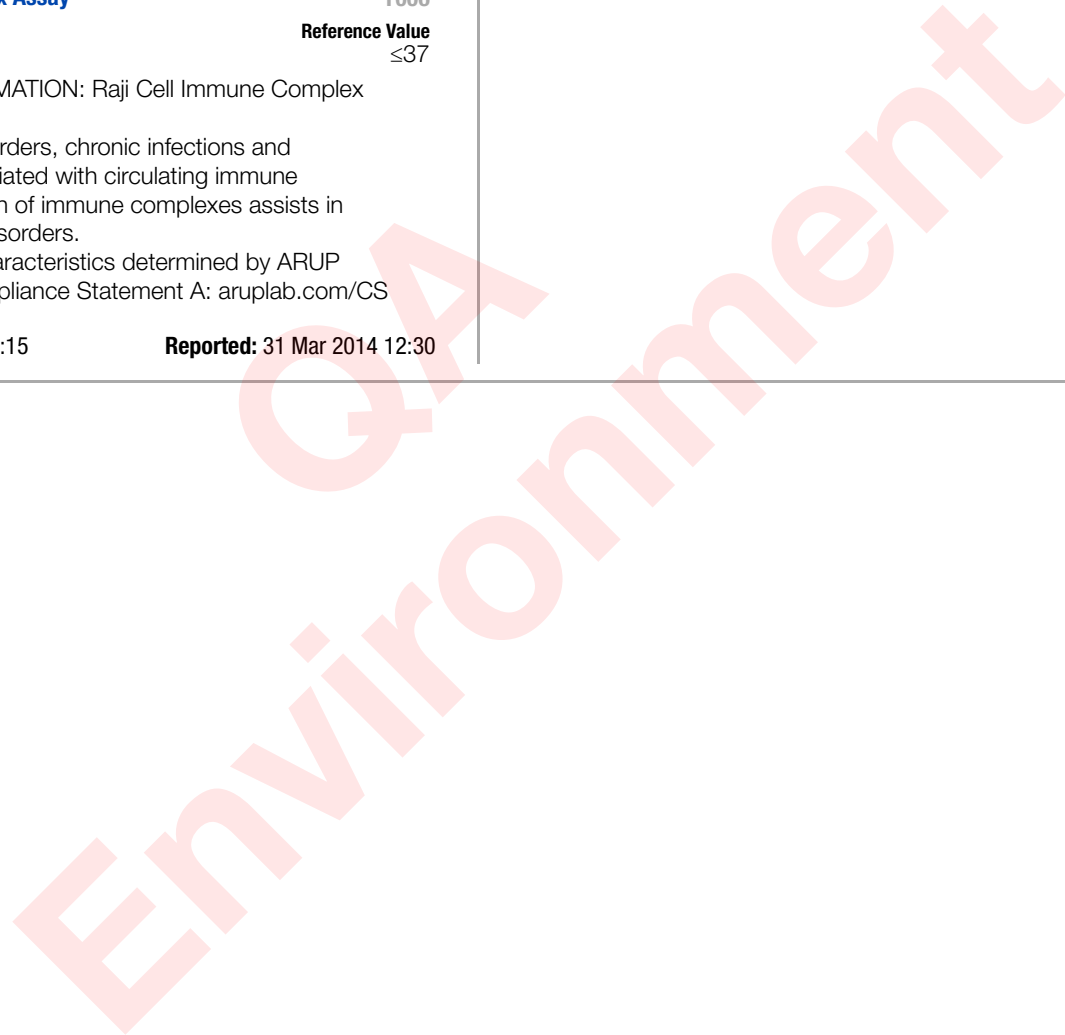 x Assay
Reference Value
≤37
MATION: Raji Cell Immune Complex
rders, chronic infections and
iated with circulating immune
n of immune complexes assists in
sorders.
aracteristics determined by ARUP
pliance Statement A: aruplab.com/CS
:15 Reported: 31 Mar 2014 12:30
QA
Environment